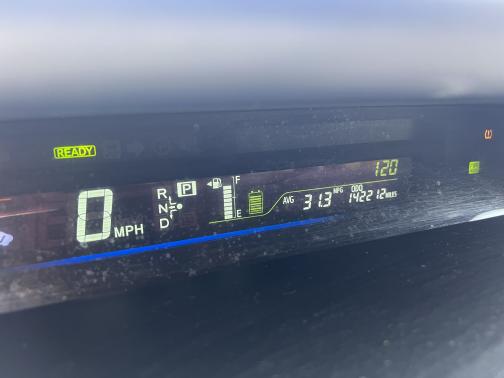 READY
120
0 MPH
R
N
D
P
F
E
AVG 31.3 MPG
ODO 142212 MILES